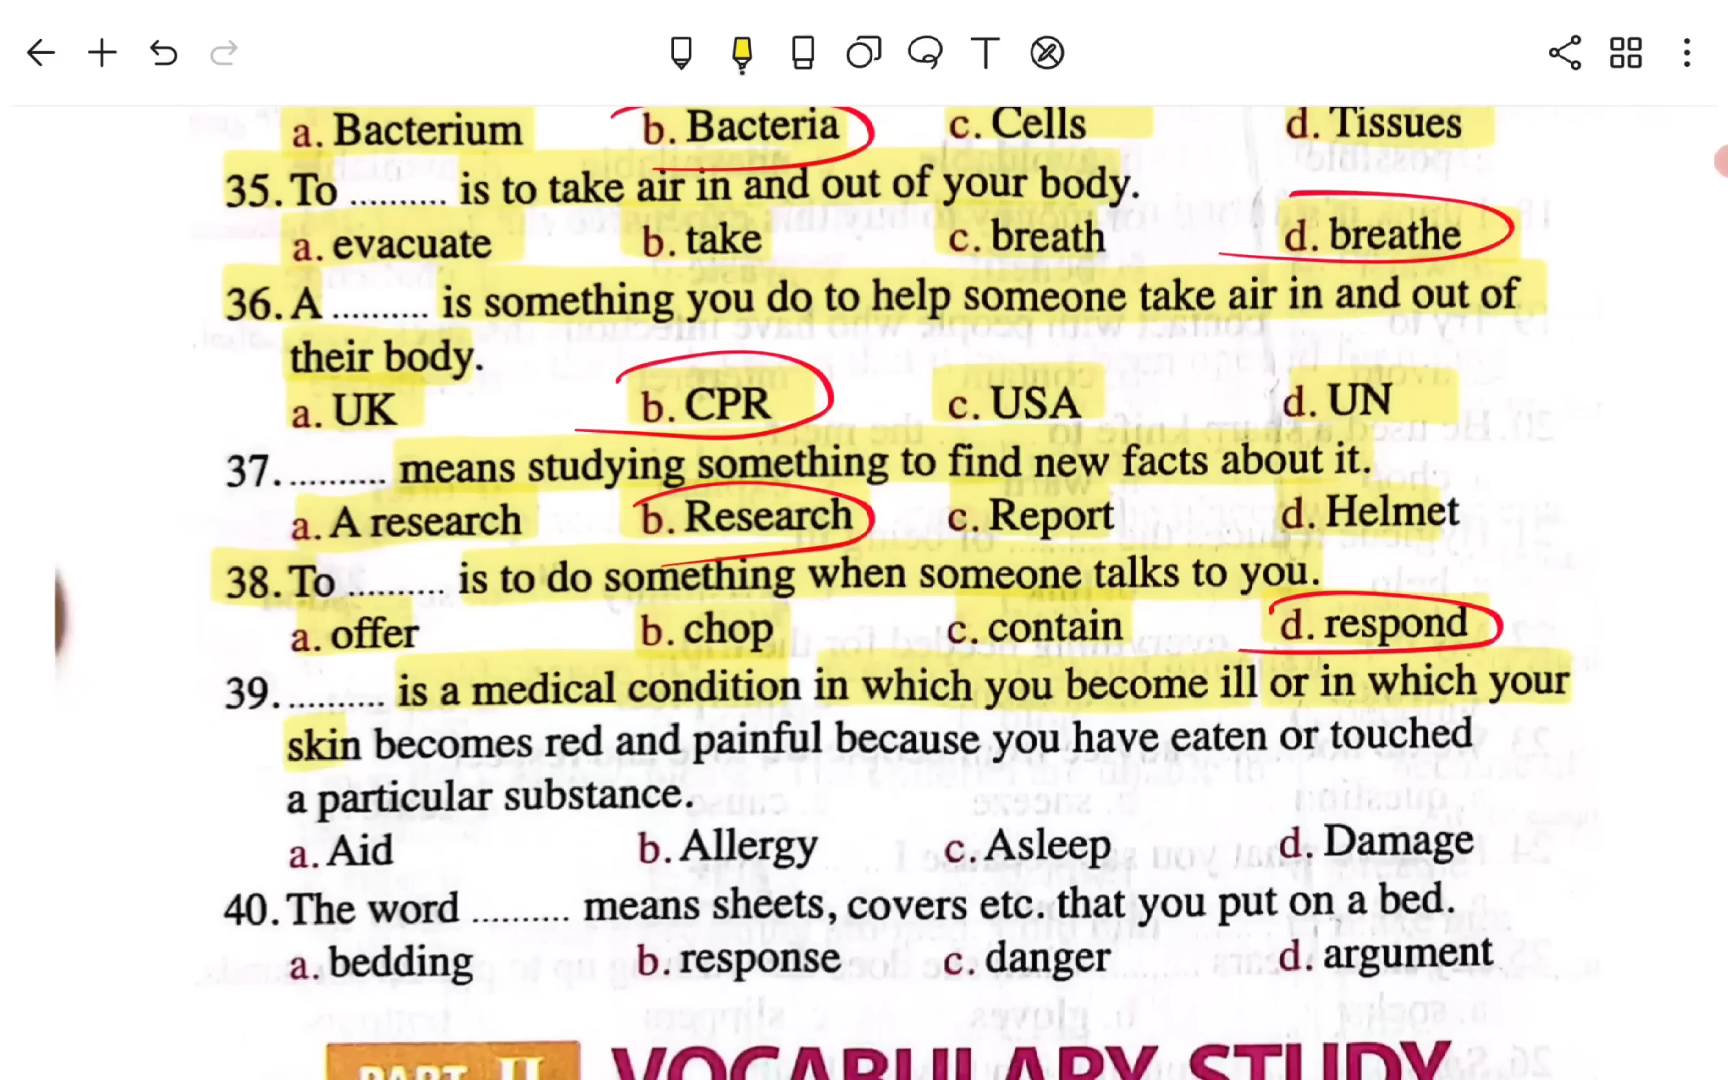 a. Bacterium b. Bacteria c. Cells d. Tissues
35. To .......... is to take air in and out of your body.
a. evacuate b. take c. breath d. breathe
36. A .......... is something you do to help someone take air in and out of
their body.
a. UK b. CPR c. USA d. UN
37. .......... means studying something to find new facts about it.
a. A research b. Research c. Report d. Helmet
38. To .......... is to do something when someone talks to you.
a. offer b. chop c. contain d. respond
39. .......... is a medical condition in which you become ill or in which your
skin becomes red and painful because you have eaten or touched
a particular substance.
a. Aid b. Allergy c. Asleep d. Damage
40. The word .......... means sheets, covers etc. that you put on a bed.
a. bedding b. response c. danger d. argument
PART II VOCABULARY STUDY